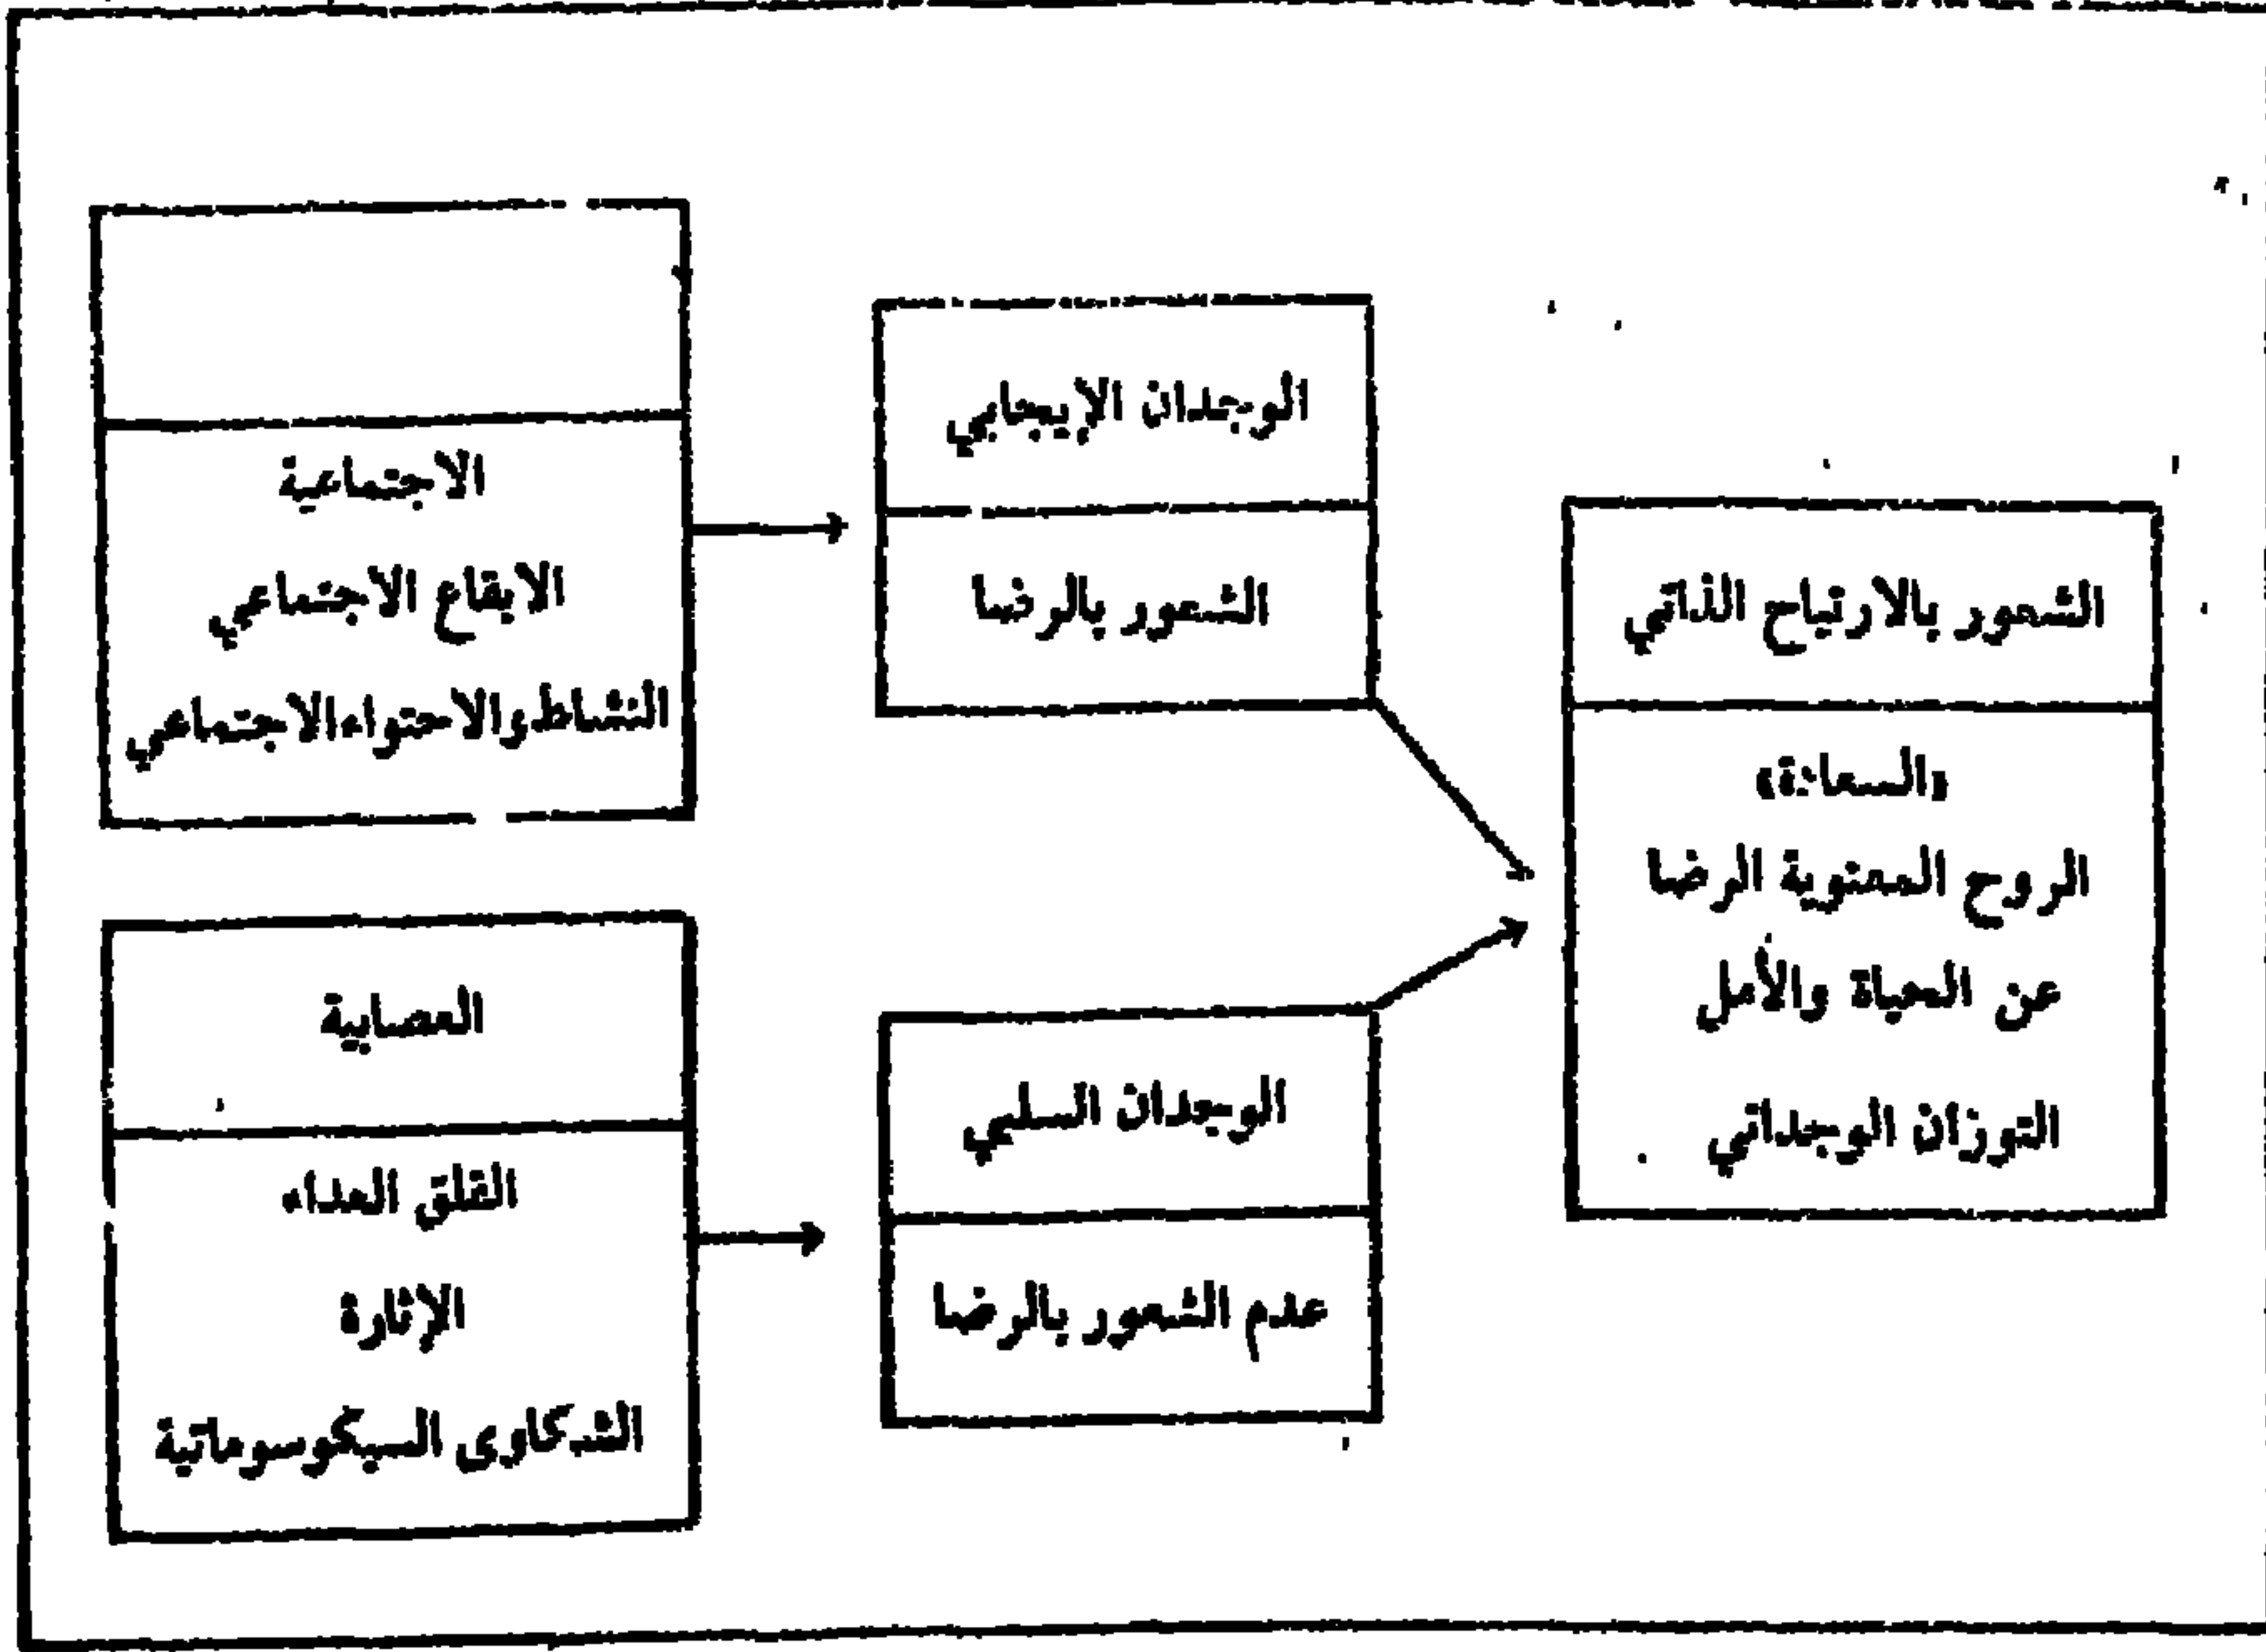 الاجتماعية
الايقاع الاجتماعي
النشاط والاحتواء الاجتماعي
الوجدان الإيجابي
الشعور بالرضا
العصابية
القلق العداء
الإثارة
الشكاوى السيكوسوماتية
الوجدان السلبي
عدم الشعور بالرضا
الشعور بالارتياح الذاتي
«السعادة»
الروح المعنوية الرضا
عن الحياة والأمل
التوزان الوجداني